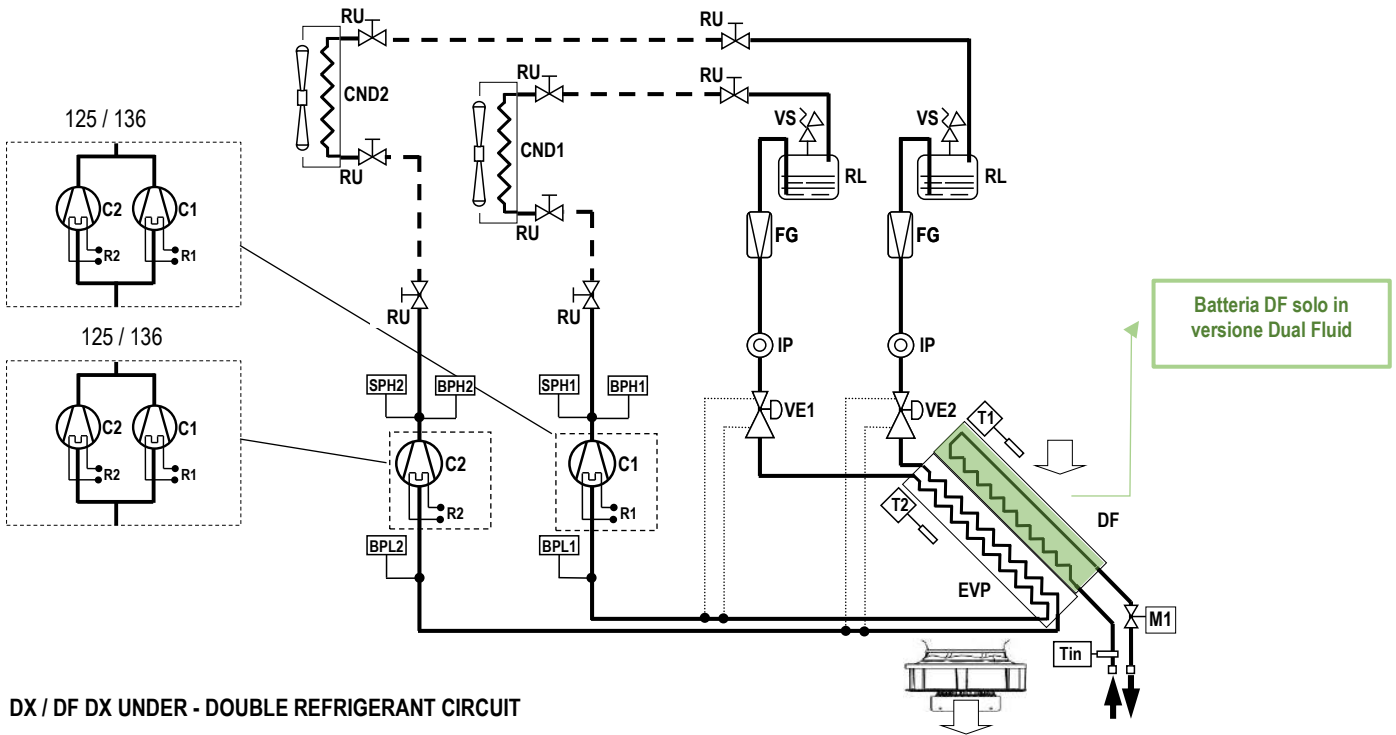 RU
RU
CND2
RU
RU
CND1
125 / 136
VS
VS
RU
RL
RL
C2
C1
RU
FG
FG
R2
R1
Batteria DF solo in
versione Dual Fluid
RU
RU
125 / 136
IP
IP
SPH2
BPH2
SPH1
BPH1
VE1
VE2
T1
C2
C1
C2
C1
R2
R1
T2
R2
R1
DF
BPL2
BPL1
EVP
M1
Tin
DX / DF DX UNDER - DOUBLE REFRIGERANT CIRCUIT